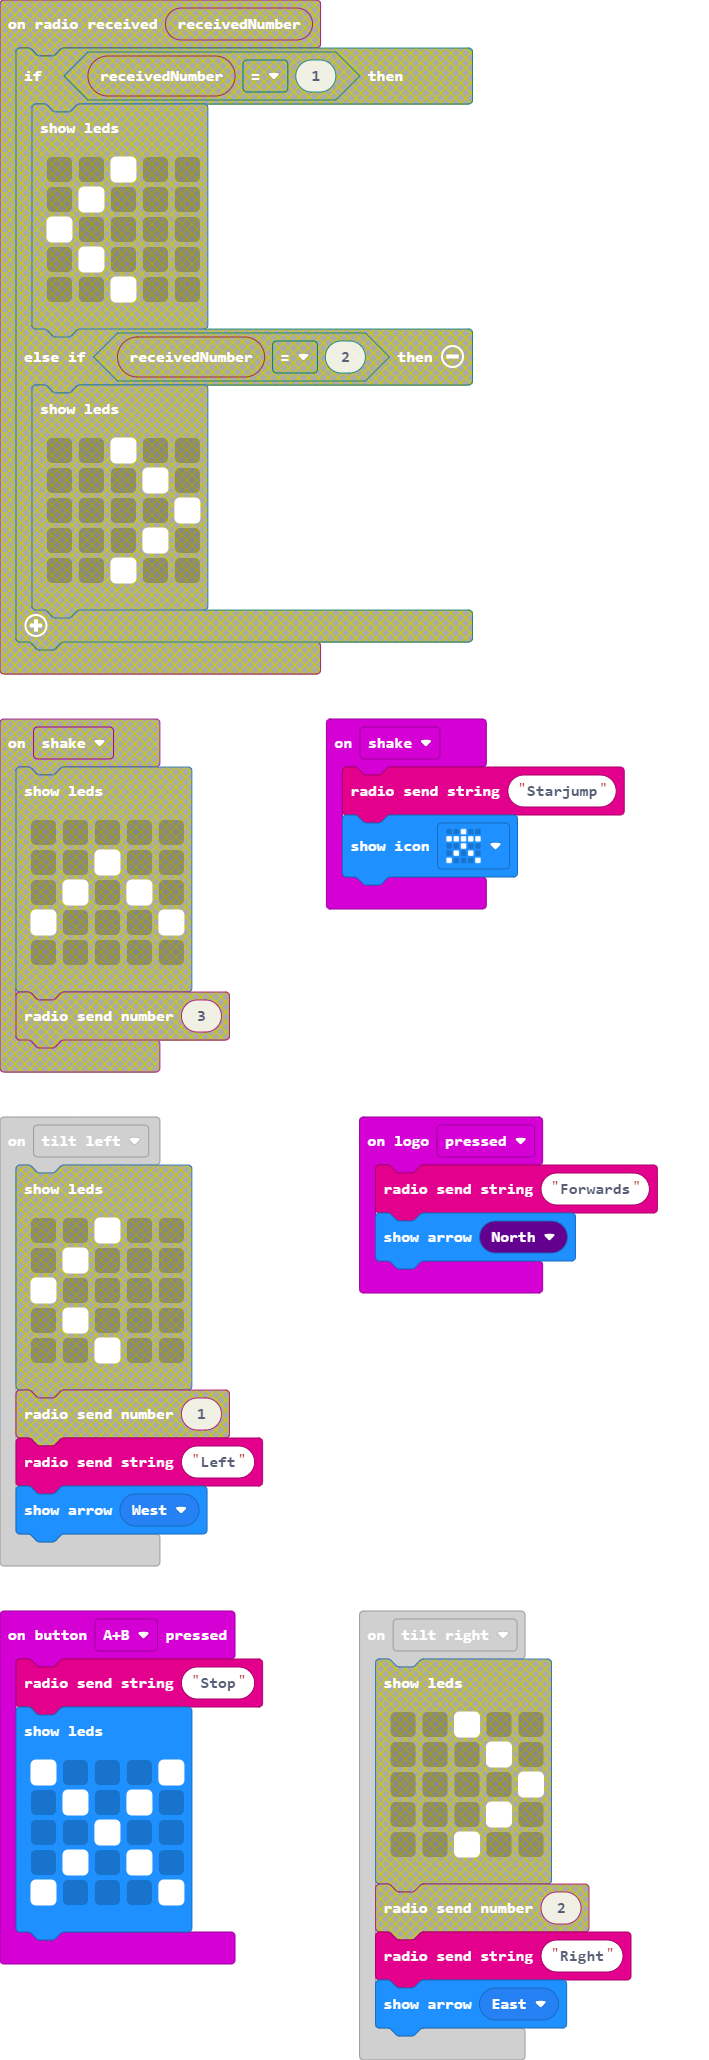 on radio received receivedNumber
if receivedNumber = 1 then
show leds
else if receivedNumber = 2 then
show leds
on shake
show leds
radio send number 3
on shake
radio send string "Starjump"
show icon
on tilt left
show leds
radio send number 1
radio send string "Left"
show arrow West
on logo pressed
radio send string "Forwards"
show arrow North
on button A+B pressed
radio send string "Stop"
show leds
on tilt right
show leds
radio send number 2
radio send string "Right"
show arrow East